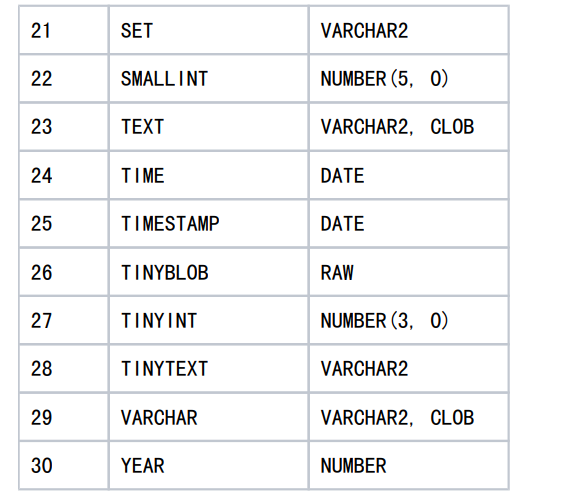 21 SET VARCHAR2
22 SMALLINT NUMBER(5, 0)
23 TEXT VARCHAR2, CLOB
24 TIME DATE
25 TIMESTAMP DATE
26 TINYBLOB RAW
27 TINYINT NUMBER(3, 0)
28 TINYTEXT VARCHAR2
29 VARCHAR VARCHAR2, CLOB
30 YEAR NUMBER